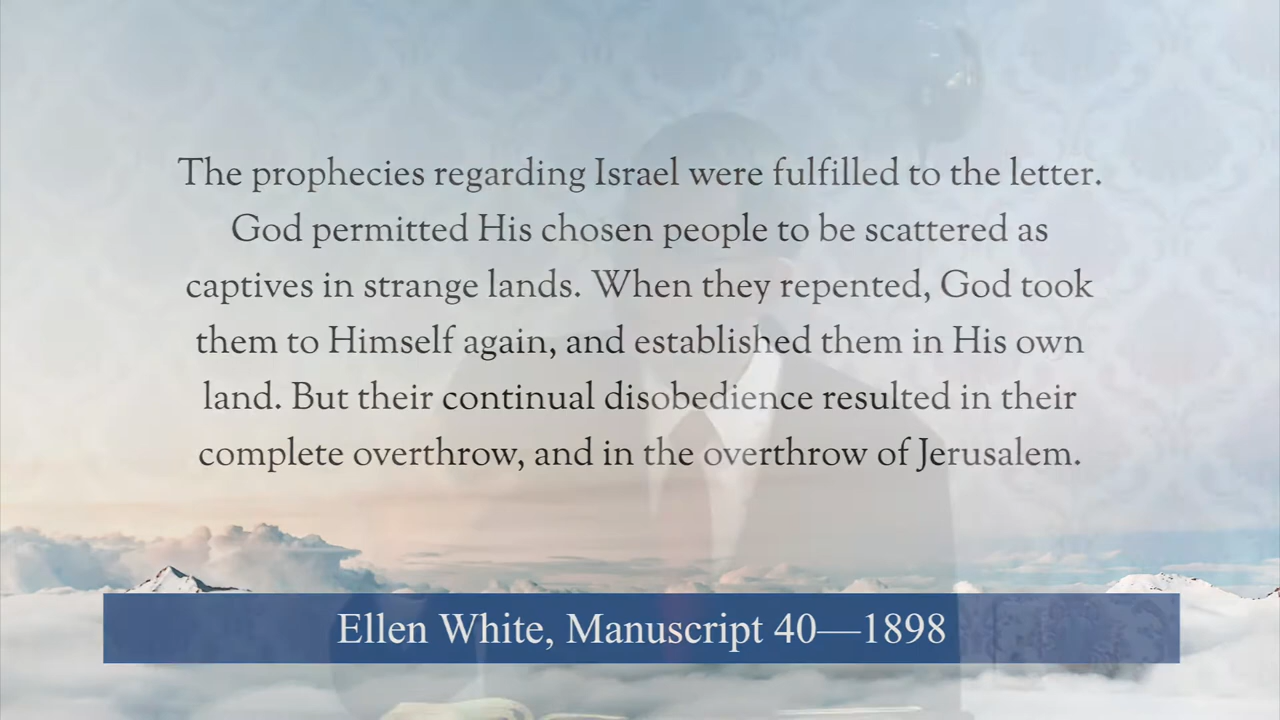 The prophecies regarding Israel were fulfilled to the letter.
God permitted His chosen people to be scattered as
captives in strange lands. When they repented, God took
them to Himself again, and established them in His own
land. But their continual disobedience resulted in their
complete overthrow, and in the overthrow of Jerusalem.
Ellen White, Manuscript 40—1898